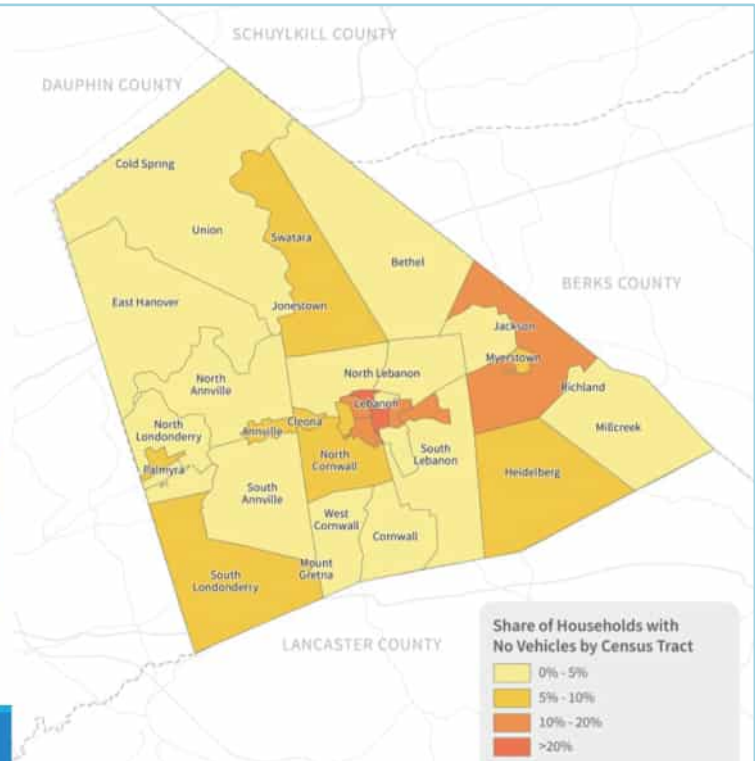 SCHUYLKILL COUNTY
DAUPHIN COUNTY
Cold Spring
Union
Swatara
Bethel
BERKS COUNTY
East Hanover
Jonestown
Jackson
Myerstown
North Lebanon
North
Annville
Richland
Lebanon
Cleona
Annville
North
Londonderry
Millcreek
Palmyra
North
Cornwall
South
Lebanon
Heidelberg
South
Annville
West
Cornwall
Cornwall
Mount
Gretna
South
Londonderry
LANCASTER COUNTY
Share of Households with
No Vehicles by Census Tract
0% - 5%
5% - 10%
10% - 20%
>20%